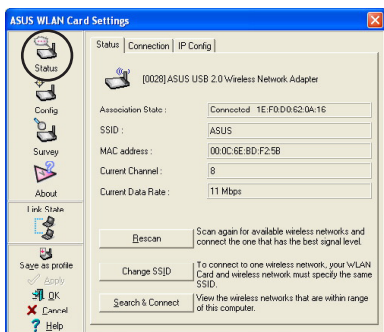 ASUS WLAN Card Settings
Status
Config
Survey
About
Link State
Save as profile
Apply
OK
Cancel
Help
Status Connection IP Config
[0028] ASUS USB 2.0 Wireless Network Adapter
Association State : Connected 1E:F0:D0:62:0A:16
SSID : ASUS
MAC address : 00:0C:6E:BD:F2:5B
Current Channel : 8
Current Data Rate : 11 Mbps
Rescan
Scan again for available wireless networks and
connect the one that has the best signal level.
Change SSID
To connect to one wireless network, your WLAN
Card and wireless network must specify the same
SSID.
Search & Connect
View the wireless networks that are within range
of this computer.